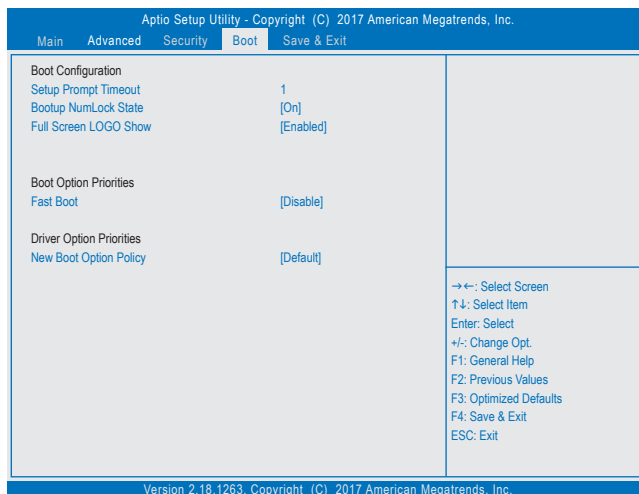 Aptio Setup Utility - Copyright (C) 2017 American Megatrends, Inc.
Main Advanced Security Boot Save & Exit
Boot Configuration
Setup Prompt Timeout 1
Bootup NumLock State [On]
Full Screen LOGO Show [Enabled]
Boot Option Priorities
Fast Boot [Disable]
Driver Option Priorities
New Boot Option Policy [Default]
→←: Select Screen
↑↓: Select Item
Enter: Select
+/-: Change Opt.
F1: General Help
F2: Previous Values
F3: Optimized Defaults
F4: Save & Exit
ESC: Exit
Version 2.18.1263. Copyright (C) 2017 American Megatrends, Inc.